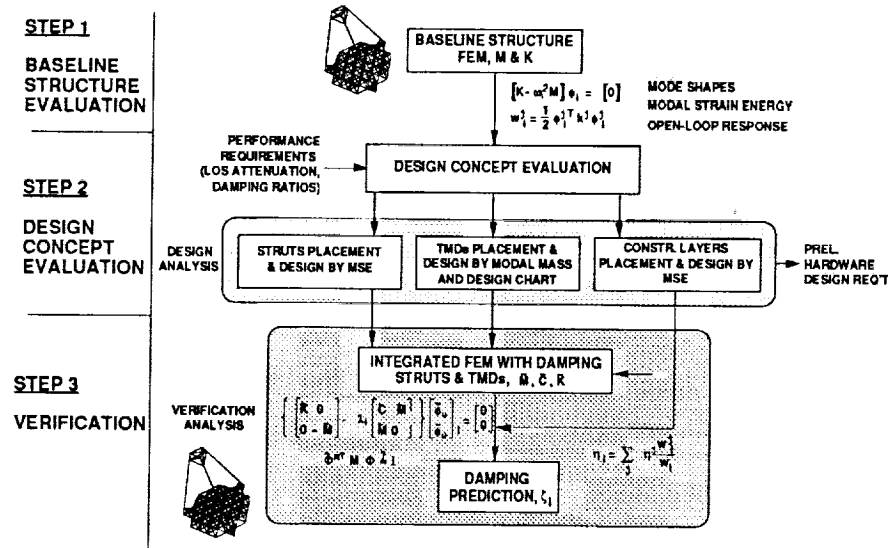 STEP 1
BASELINE
STRUCTURE
EVALUATION
BASELINE STRUCTURE
FEM, M & K
MODE SHAPES
MODAL STRAIN ENERGY
OPEN-LOOP RESPONSE
STEP 2
DESIGN
CONCEPT
EVALUATION
PERFORMANCE
REQUIREMENTS
(LOS ATTENUATION,
DAMPING RATIOS)
DESIGN CONCEPT EVALUATION
DESIGN
ANALYSIS
STRUTS PLACEMENT
& DESIGN BY MSE
TMDs PLACEMENT &
DESIGN BY MODAL MASS
AND DESIGN CHART
CONSTR. LAYERS
PLACEMENT & DESIGN BY
MSE
PREL.
HARDWARE
DESIGN REQ'T
STEP 3
VERIFICATION
VERIFICATION
ANALYSIS
INTEGRATED FEM WITH DAMPING
STRUTS & TMDs,
DAMPING
PREDICTION, ζ